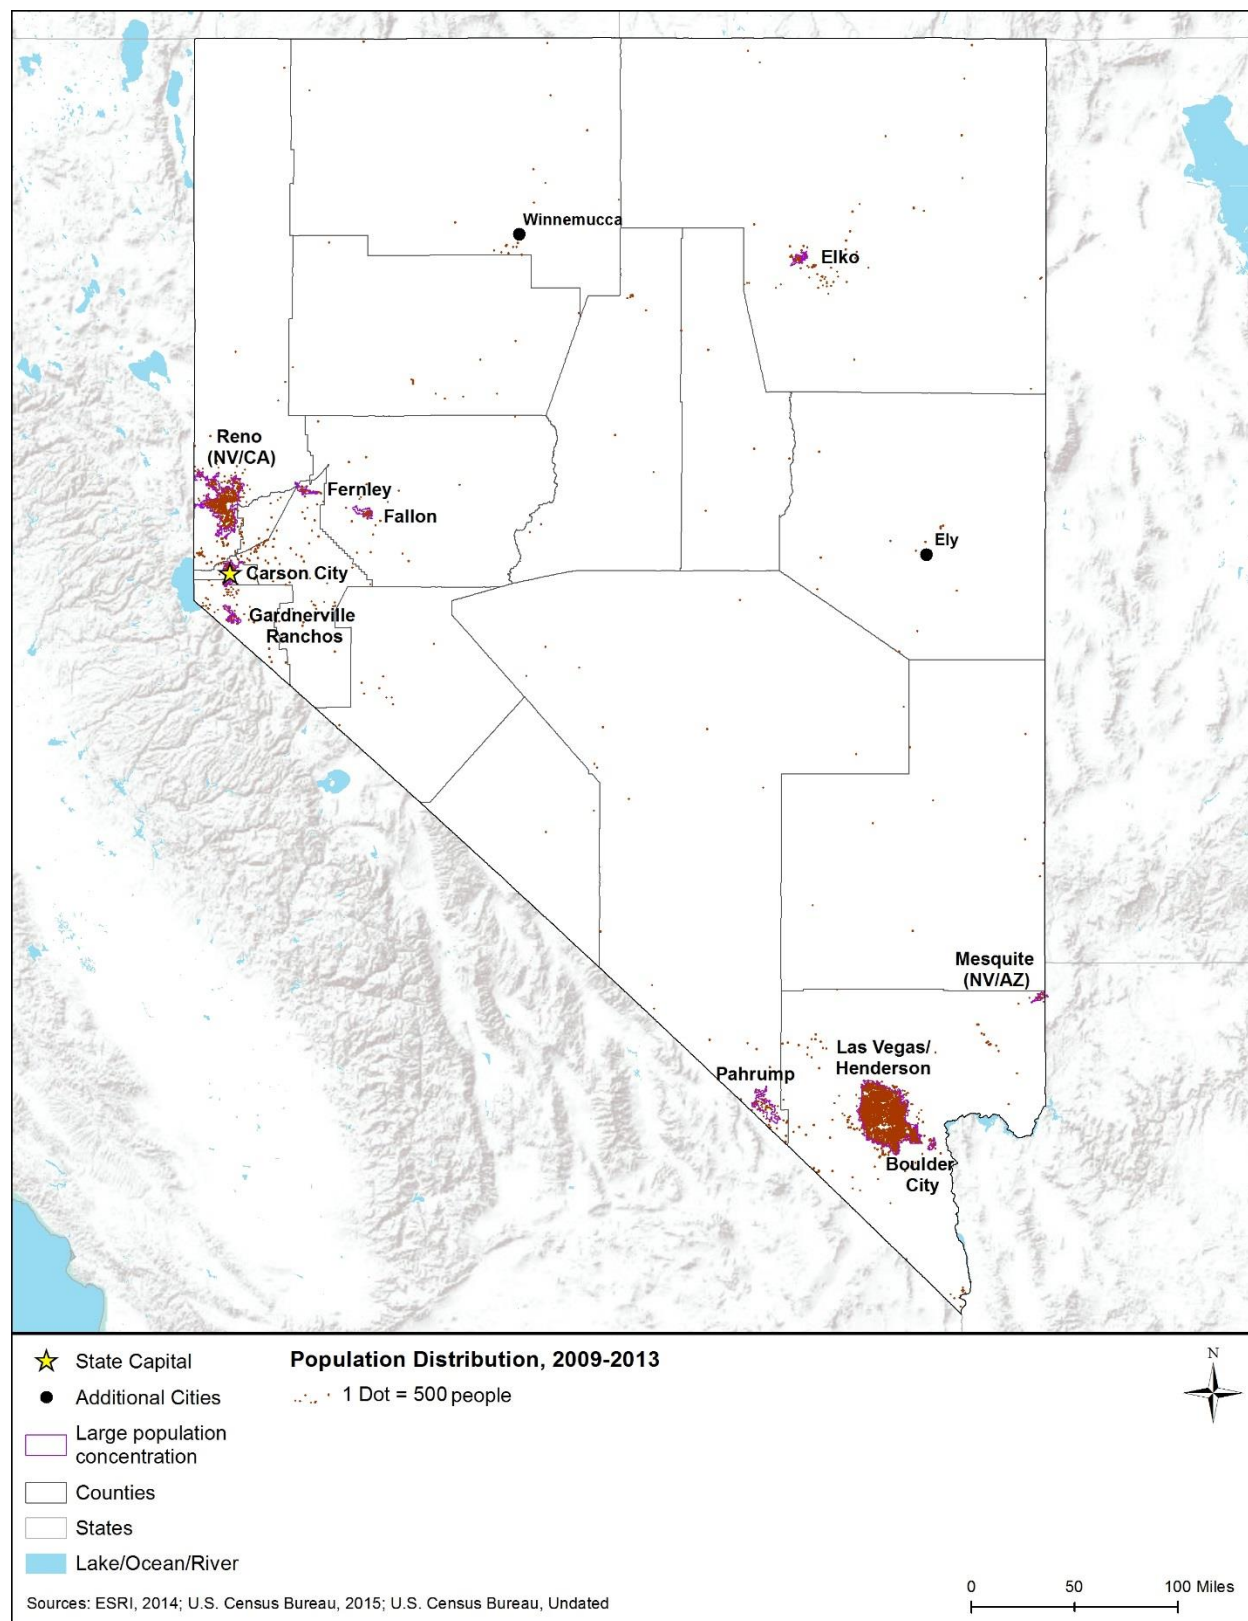 Winnemucca
Elko
Reno
(NV/CA)
Fernley
Fallon
Ely
Carson City
Gardnerville
Ranchos
Mesquite
(NV/AZ)
Las Vegas/
Henderson
Pahrump
Boulder
City
State Capital
Additional Cities
Large population
concentration
Counties
States
Lake/Ocean/River
Population Distribution, 2009-2013
1 Dot = 500 people
N
0 50 100 Miles
Sources: ESRI, 2014; U.S. Census Bureau, 2015; U.S. Census Bureau, Undated